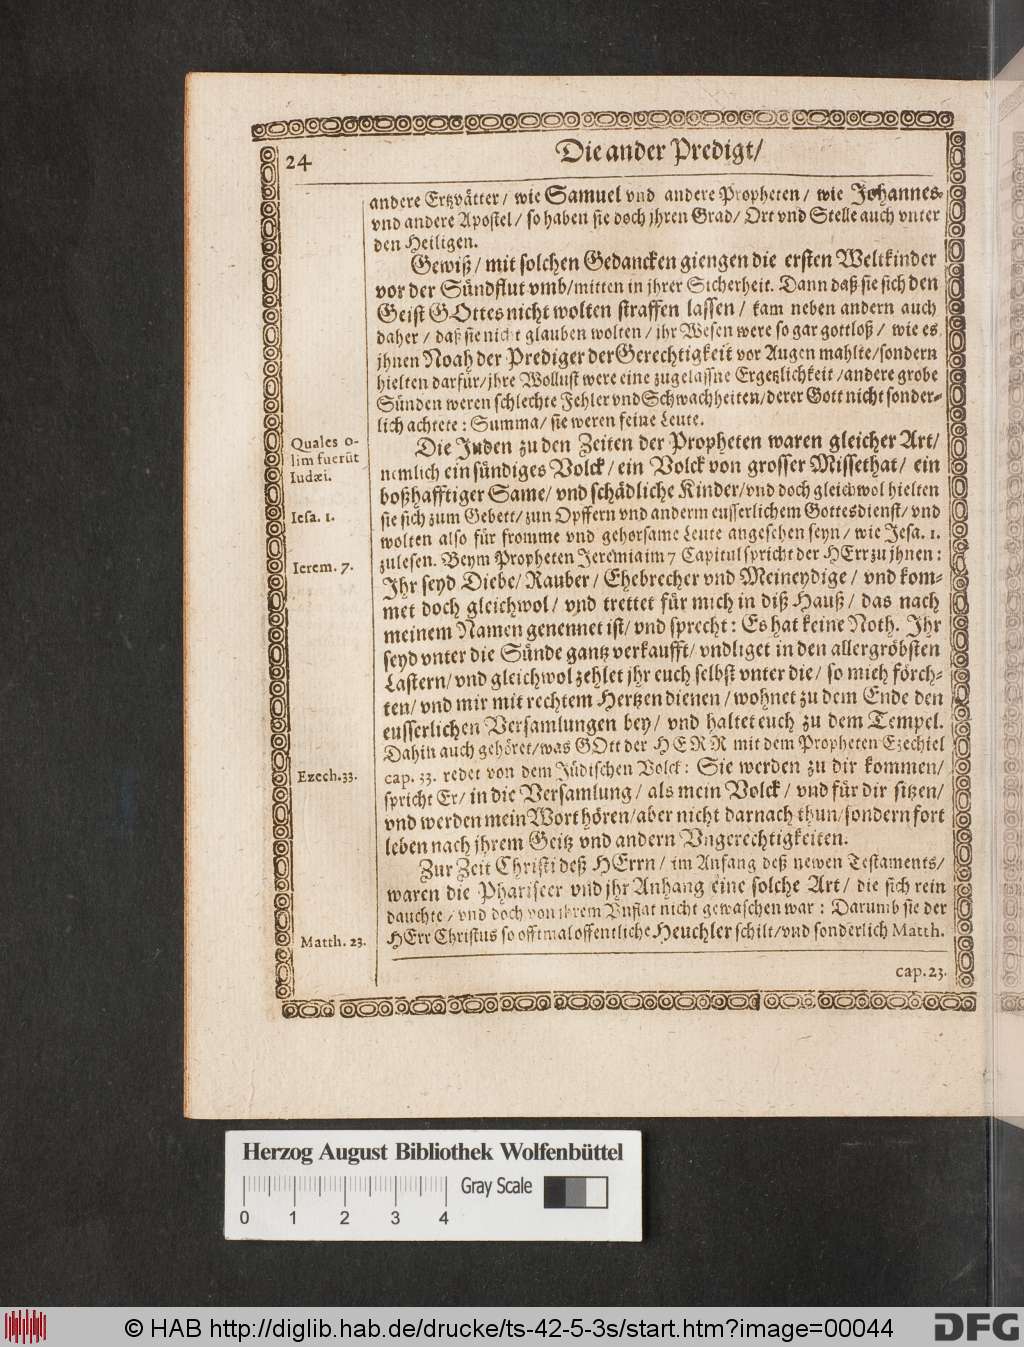 24
Die ander Predigt/
andere Ertzvätter/ wie Samuel vnd andere Propheten/ wie Johannes
vnd andere Apostel/ so haben sie doch jhren Grad/ Ort vnd Stelle auch vnter
den Heiligen.
Gewiß/ mit solchen Gedancken giengen die ersten Weltkinder
vor der Sündflut vmb/mitten in jhrer Sicherheit. Dann daß sie sich den
Geist GOttes nicht wolten straffen lassen/ kam neben andern auch
daher/ daß sie nicht glauben wolten/ jhr Wesen were so gar gottloß/ wie es
jhnen Noah der Prediger der Gerechtigkeit vor Augen mahlte/sondern
hielten darfür/jhre Wollust were eine zugelassne Ergetzlichkeit/andere grobe
Sünden weren schlechte Fehler vnd Schwachheiten/derer Gott nicht sonder-
lich achtete: Summa/ sie weren feine Leute.
Quales o-
lim fuerũt
Iudæi.
Die Juden zu den Zeiten der Propheten waren gleicher Art/
nemlich ein sündiges Volck/ ein Volck von grosser Missethat/ ein
boßhafftiger Same/ vnd schädliche Kinder/vnd doch gleichwol hielten
Iesa. 1.
sie sich zum Gebett/ zun Opffern vnd anderm eusserlichem Gottesdienst/ vnd
wolten also für fromme vnd gehorsame Leute angesehen seyn/ wie Jesa. 1.
Ierem. 7.
zulesen. Beym Propheten Jeremia im 7 Capitul spricht der HErr zu jhnen:
Ihr seyd Diebe/ Rauber/ Ehebrecher vnd Meineydige/ vnd kom-
met doch gleichwol/ vnd trettet für mich in diß Hauß/ das nach
meinem Namen genennet ist/ vnd sprecht: Es hat keine Noth. Ihr
seyd vnter die Sünde gantz verkaufft/ vnd liget in den allergröbsten
Lastern/ vnd gleichwol zehlet jhr euch selbst vnter die/ so mich förch-
ten/ vnd mir mit rechtem Hertzen dienen/ wohnet zu dem Ende den
eusserlichen Versamlungen bey/ vnd haltet euch zu dem Tempel.
Dahin auch gehöret/was GOtt der HERR mit dem Propheten Ezechiel
Ezech. 33.
cap. 33. redet von dem Jüdischen Volck: Sie werden zu dir kommen/
spricht Er/ in die Versamlung/ als mein Volck/ vnd für dir sitzen/
vnd werden mein Wort hören/aber nicht darnach thun/sondern fort
leben nach jhrem Geitz vnd andern Vngerechtigkeiten.
Zur Zeit Christi deß HErrn/ im Anfang deß newen Testaments/
waren die Phariseer vnd jhr Anhang eine solche Art/ die sich rein
dauchte/ vnd doch von ihrem Vnflat nicht gewaschen war: Darumb sie der
Matth. 23.
HErr Christus so offtmal offentliche Heuchler schilt/vnd sonderlich Matth.
cap. 23.
Herzog August Bibliothek Wolfenbüttel
Gray Scale
0 1 2 3 4
© HAB http://diglib.hab.de/drucke/ts-42-5-3s/start.htm?image=00044
DFG